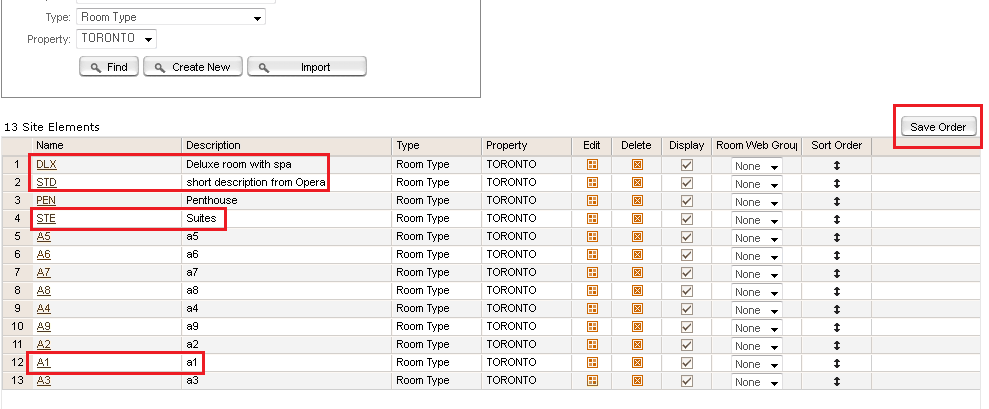 Type: Room Type
Property: TORONTO
Find Create New Import
13 Site Elements
Save Order
Name Description Type Property Edit Delete Display Room Web Group Sort Order
1 DLX Deluxe room with spa Room Type TORONTO None
2 STD short description from Opera Room Type TORONTO None
3 PEN Penthouse Room Type TORONTO None
4 STE Suites Room Type TORONTO None
5 A5 a5 Room Type TORONTO None
6 A6 a6 Room Type TORONTO None
7 A7 a7 Room Type TORONTO None
8 A8 a8 Room Type TORONTO None
9 A4 a4 Room Type TORONTO None
10 A9 a9 Room Type TORONTO None
11 A2 a2 Room Type TORONTO None
12 A1 a1 Room Type TORONTO None
13 A3 a3 Room Type TORONTO None